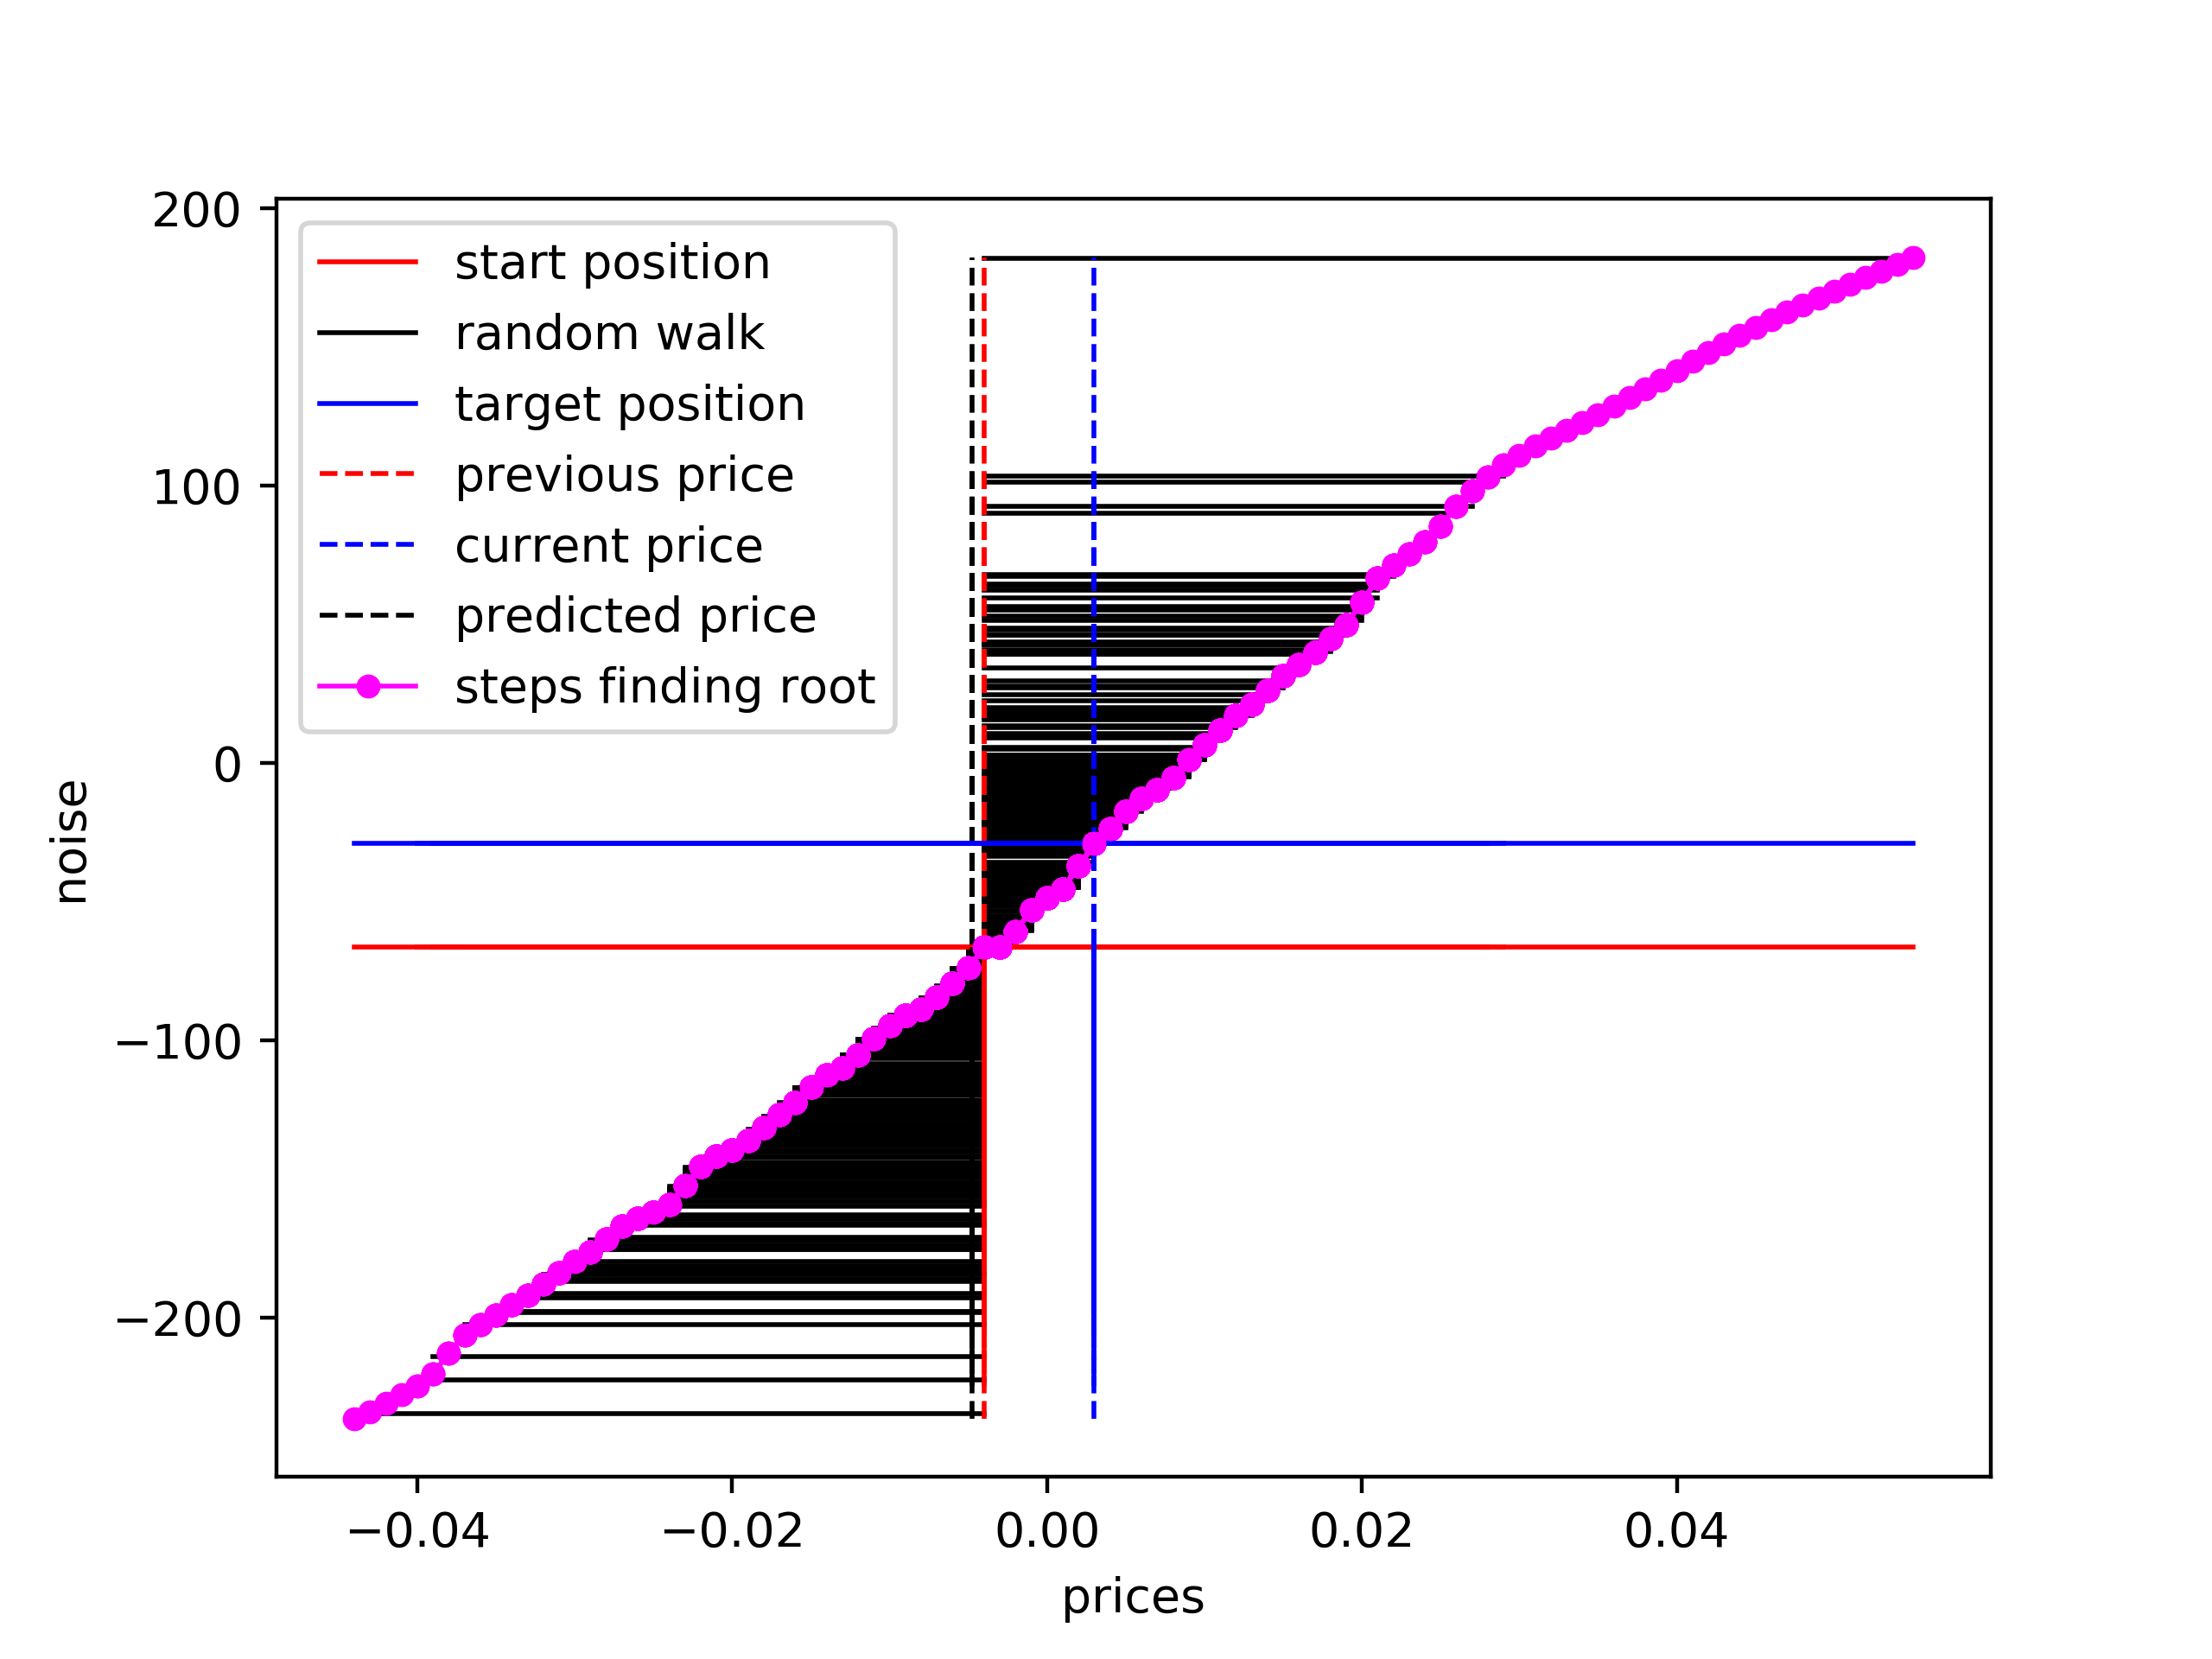 200
100
0
−100
−200
noise
start position
random walk
target position
previous price
current price
predicted price
steps finding root
−0.04
−0.02
0.00
0.02
0.04
prices